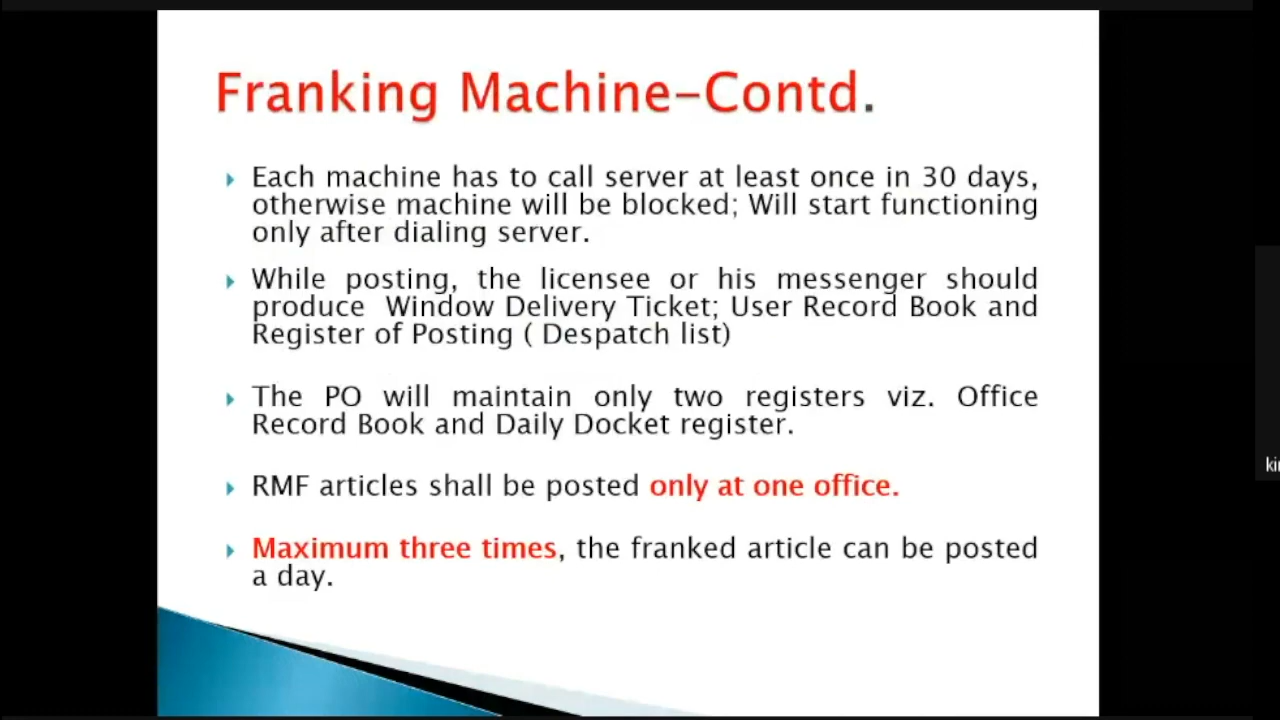 Franking Machine-Contd.
Each machine has to call server at least once in 30 days,
otherwise machine will be blocked; Will start functioning
only after dialing server.
While posting, the licensee or his messenger should
produce Window Delivery Ticket; User Record Book and
Register of Posting ( Despatch list)
The PO will maintain only two registers viz. Office
Record Book and Daily Docket register.
RMF articles shall be posted only at one office.
Maximum three times, the franked article can be posted
a day.